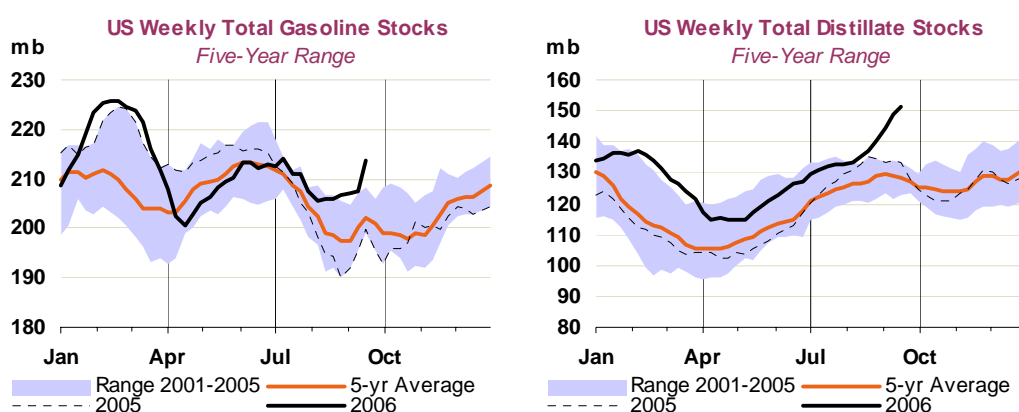 US Weekly Total Gasoline Stocks
Five-Year Range
mb
230
220
210
200
190
180
Jan
Apr
Jul
Oct
Range 2001-2005
5-yr Average
2005
2006
US Weekly Total Distillate Stocks
Five-Year Range
mb
160
150
140
130
120
110
100
90
80
Jan
Apr
Jul
Oct
Range 2001-2005
5-yr Average
2005
2006